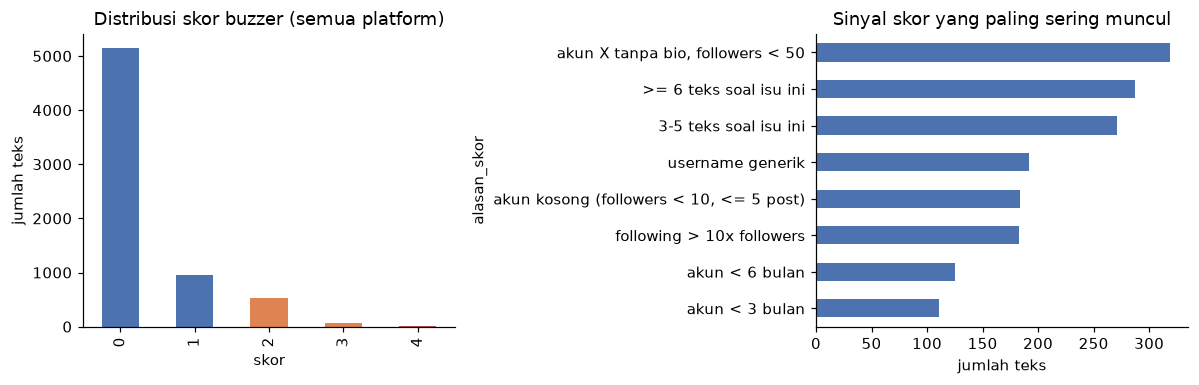 Distribusi skor buzzer (semua platform)
jumlah teks
5000
4000
3000
2000
1000
0
0
1
2
3
4
skor
Sinyal skor yang paling sering muncul
alasan_skor
akun X tanpa bio, followers < 50
>= 6 teks soal isu ini
3-5 teks soal isu ini
username generik
akun kosong (followers < 10, <= 5 post)
following > 10x followers
akun < 6 bulan
akun < 3 bulan
0 50 100 150 200 250 300
jumlah teks